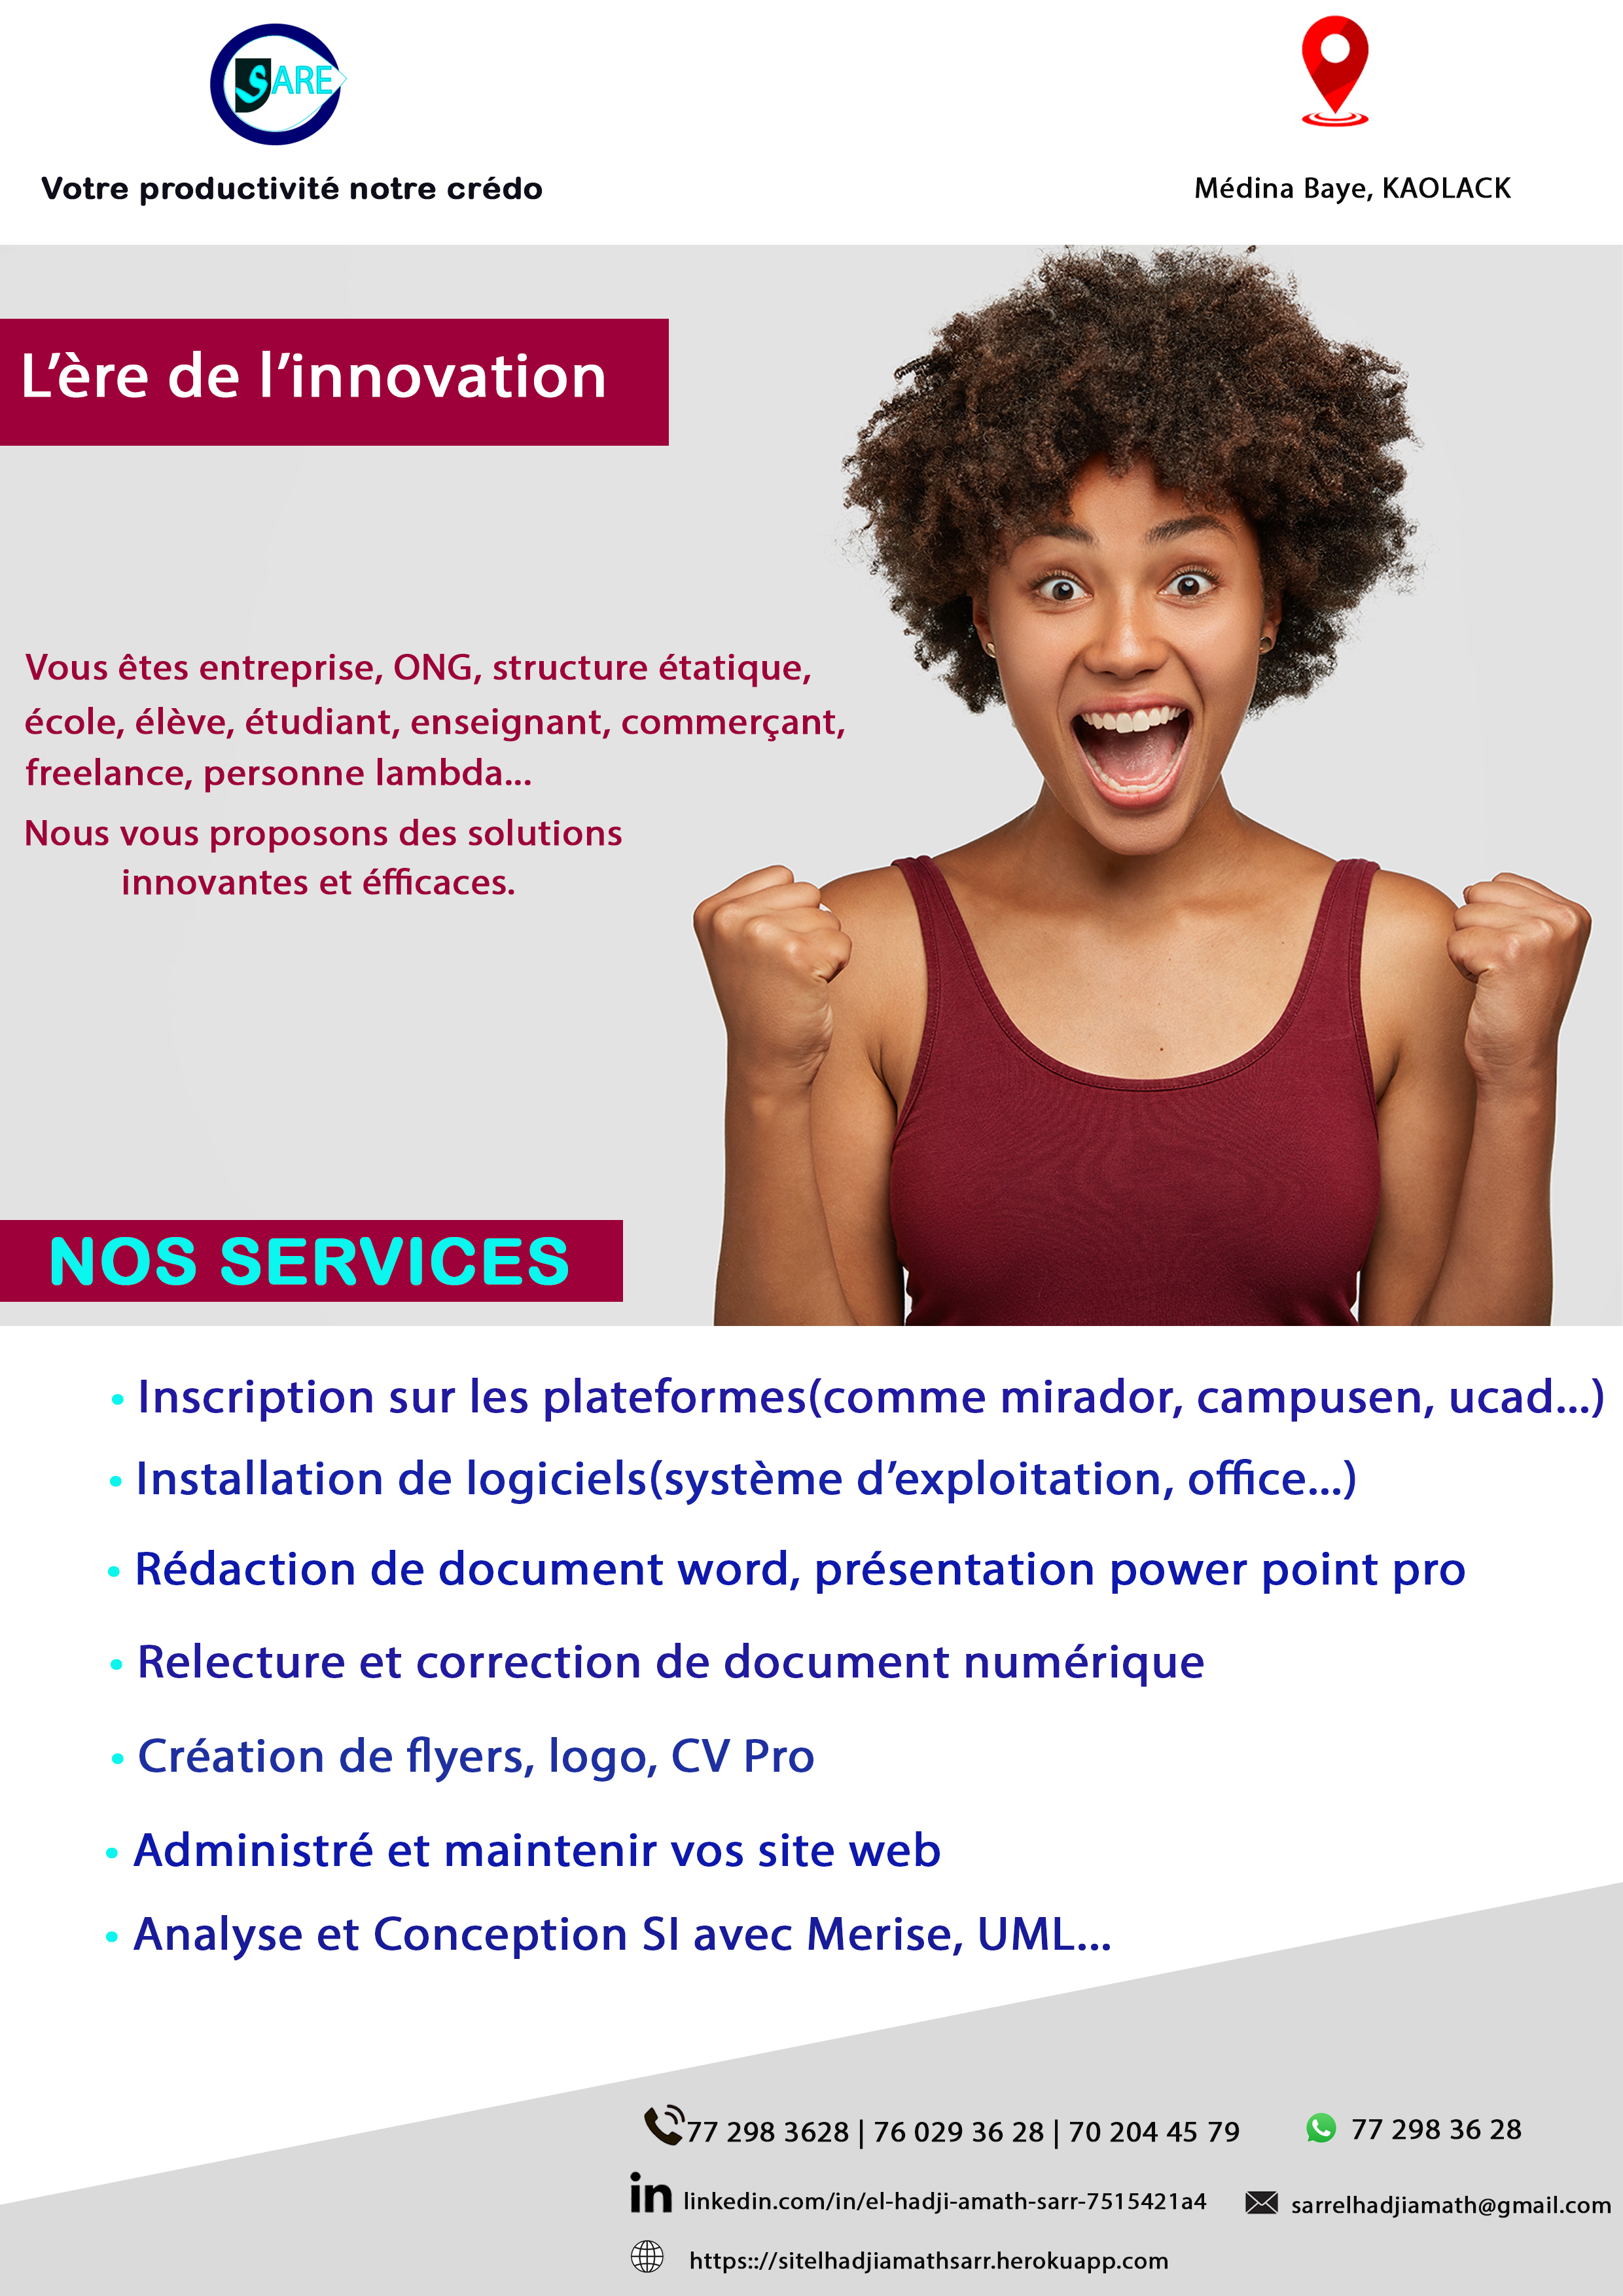 SARE
Votre productivité notre crédo
Médina Baye, KAOLACK
L’ère de l’innovation
Vous êtes entreprise, ONG, structure étatique,
école, élève, étudiant, enseignant, commerçant,
freelance, personne lambda...
Nous vous proposons des solutions
innovantes et éfficaces.
NOS SERVICES
• Inscription sur les plateformes(comme mirador, campusen, ucad...)
• Installation de logiciels(système d’exploitation, office...)
• Rédaction de document word, présentation power point pro
• Relecture et correction de document numérique
• Création de flyers, logo, CV Pro
• Administré et maintenir vos site web
• Analyse et Conception SI avec Merise, UML...
77 298 3628 | 76 029 36 28 | 70 204 45 79
77 298 36 28
in linkedin.com/in/el-hadji-amath-sarr-7515421a4
sarrelhadjiamath@gmail.com
https:://sitelhadjiamathsarr.herokuapp.com